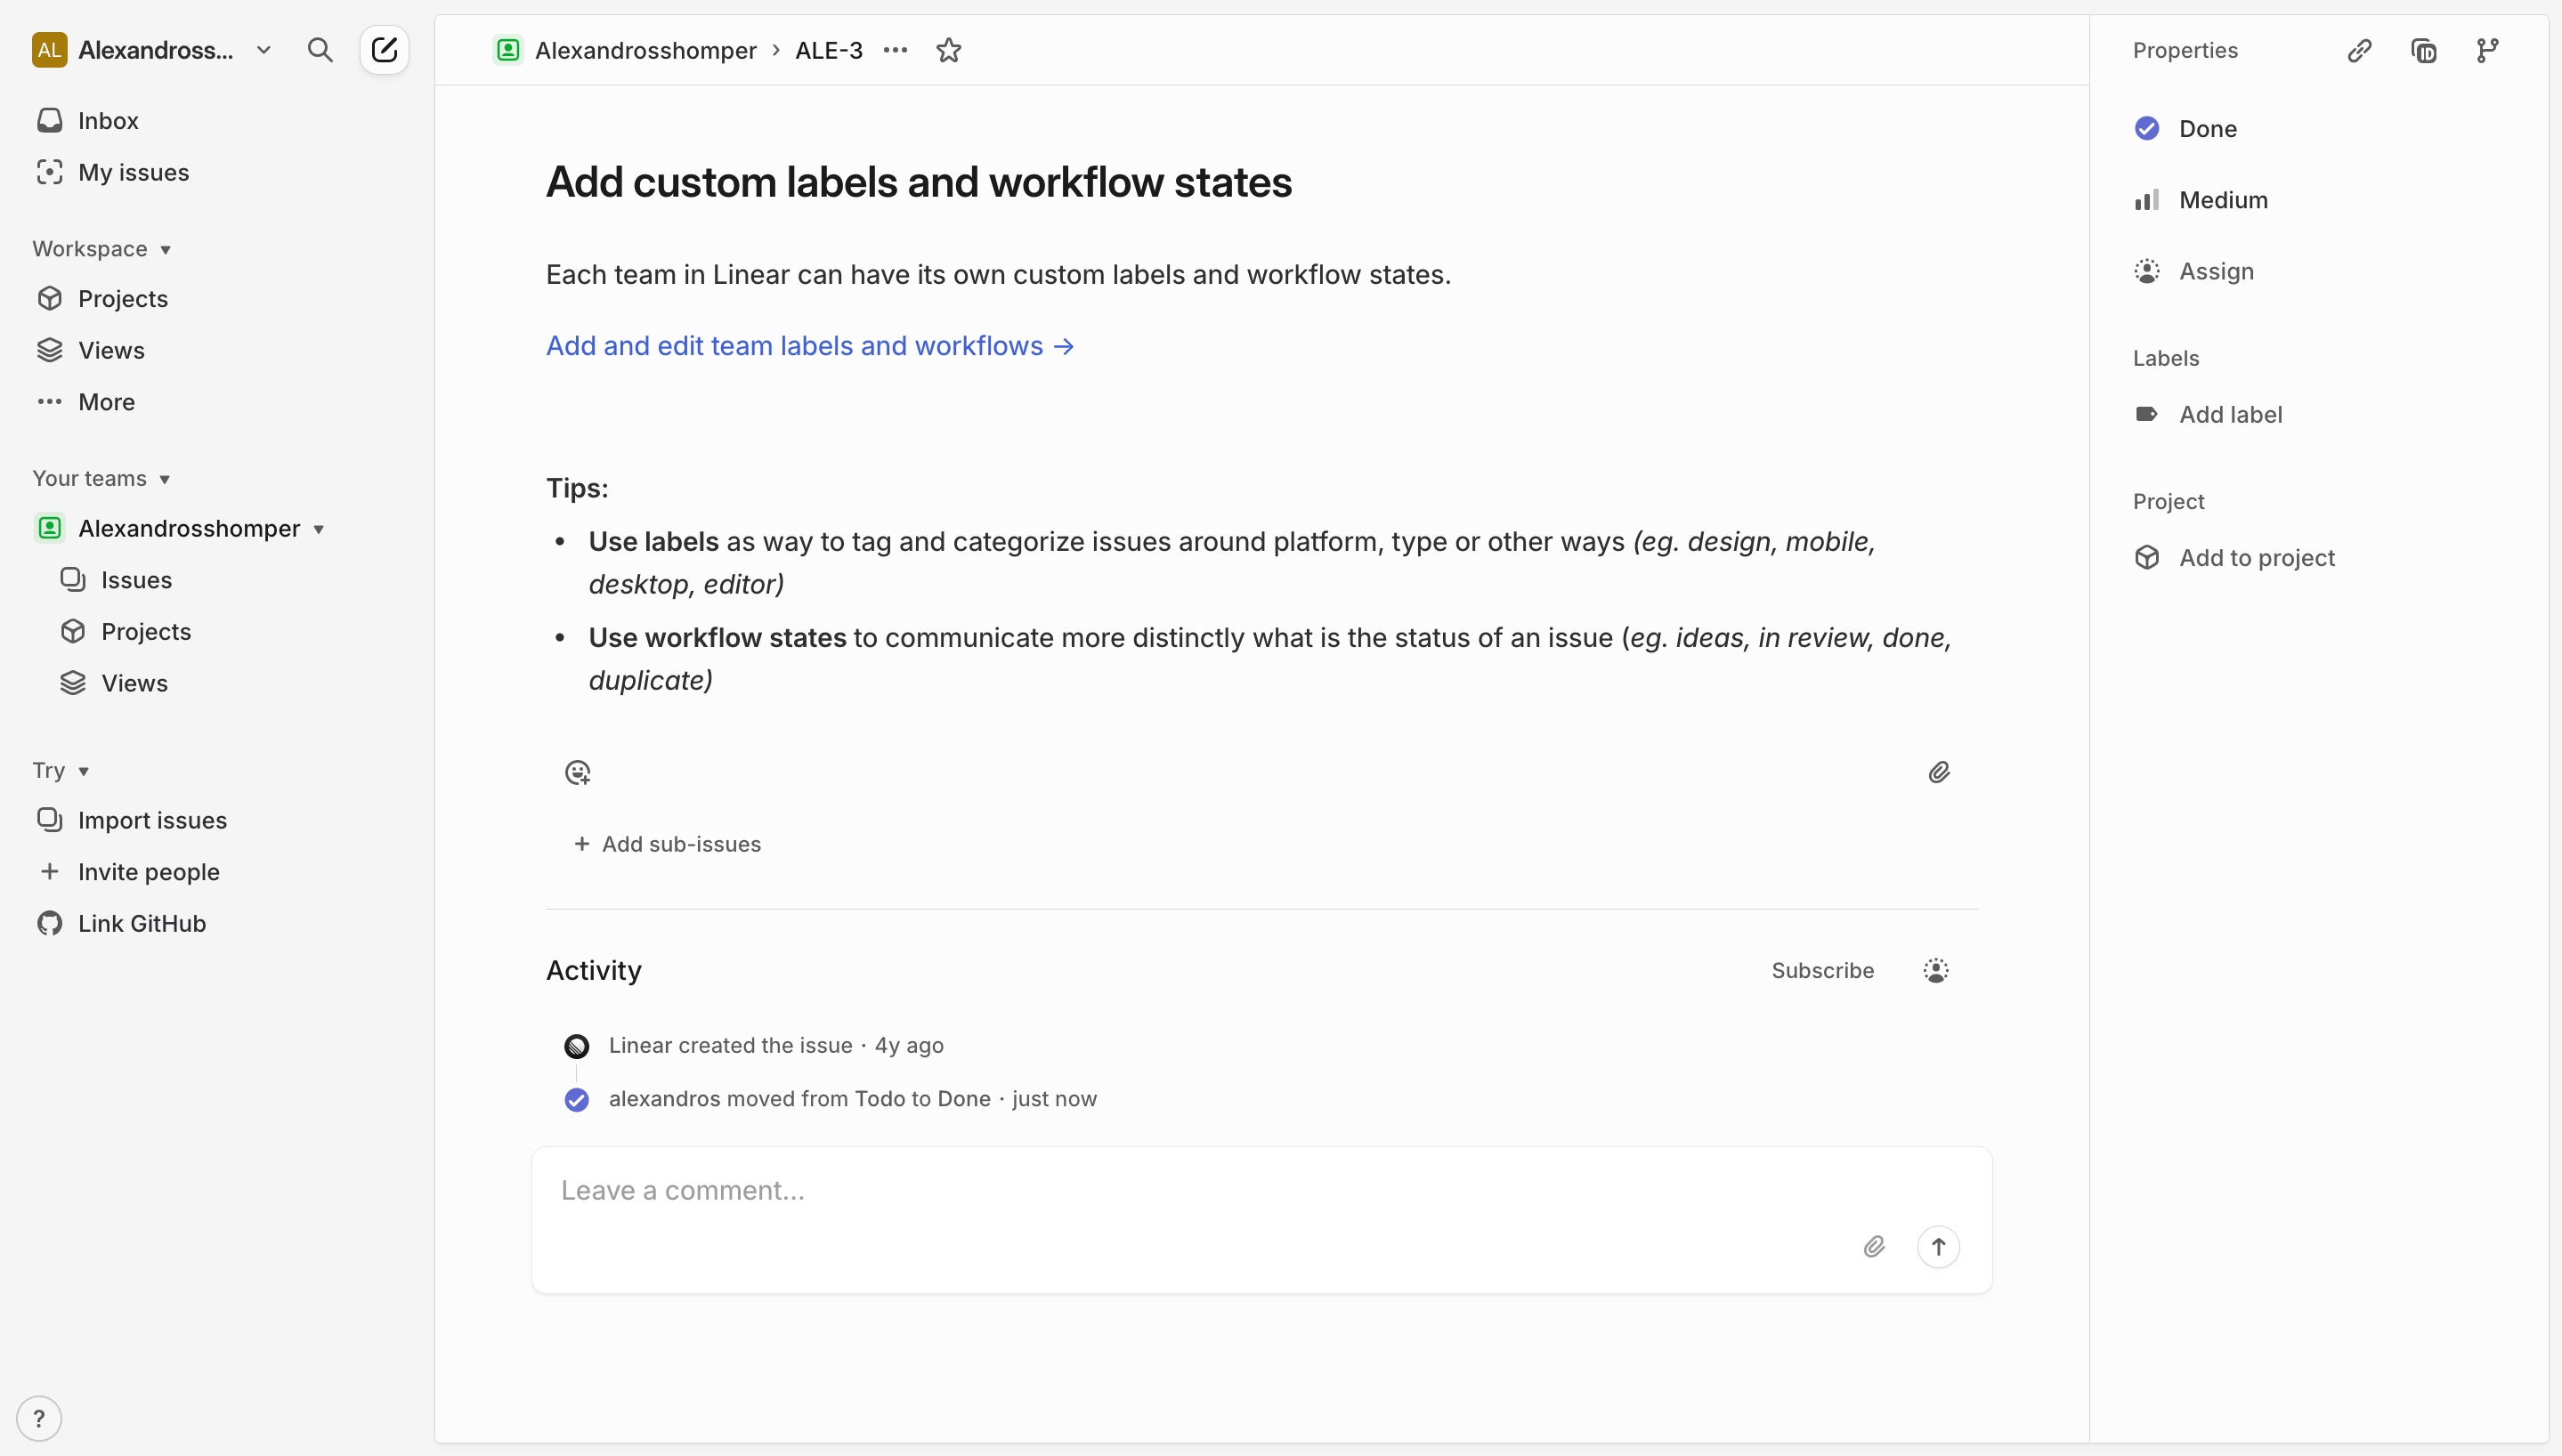 AL Alexandross...
Inbox
My issues
Workspace
Projects
Views
More
Your teams
Alexandrosshomper
Issues
Projects
Views
Try
Import issues
Invite people
Link GitHub
?
Alexandrosshomper › ALE-3
Add custom labels and workflow states
Each team in Linear can have its own custom labels and workflow states.
Add and edit team labels and workflows →
Tips:
• Use labels as way to tag and categorize issues around platform, type or other ways (eg. design, mobile,
desktop, editor)
• Use workflow states to communicate more distinctly what is the status of an issue (eg. ideas, in review, done,
duplicate)
+ Add sub-issues
Activity
Subscribe
Linear created the issue · 4y ago
alexandros moved from Todo to Done · just now
Leave a comment...
Properties
ID
Done
Medium
Assign
Labels
Add label
Project
Add to project